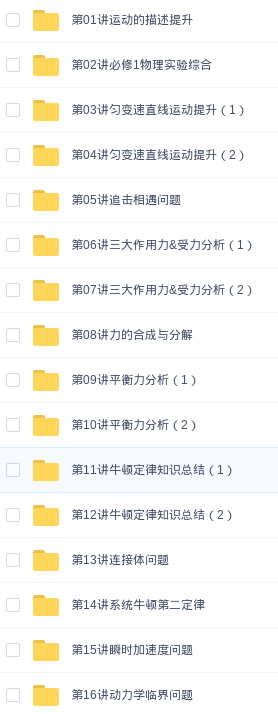 第01讲运动的描述提升
第02讲必修1物理实验综合
第03讲匀变速直线运动提升（1）
第04讲匀变速直线运动提升（2）
第05讲追击相遇问题
第06讲三大作用力&受力分析（1）
第07讲三大作用力&受力分析（2）
第08讲力的合成与分解
第09讲平衡力分析（1）
第10讲平衡力分析（2）
第11讲牛顿定律知识总结（1）
第12讲牛顿定律知识总结（2）
第13讲连接体问题
第14讲系统牛顿第二定律
第15讲瞬时加速度问题
第16讲动力学临界问题